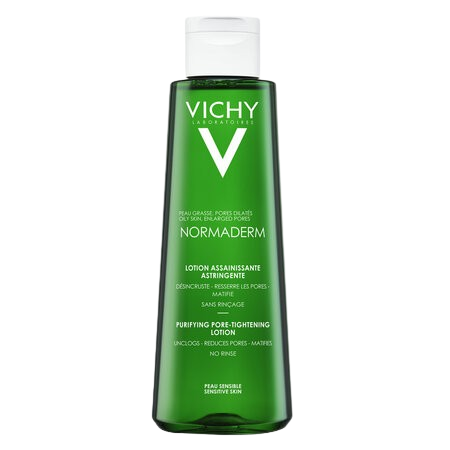 VICHY
LABORATOIRES
PEAU GRASSE, PORES DILATÉS
OILY SKIN, ENLARGED PORES
NORMADERM
LOTION ASSAINISSANTE
ASTRINGENTE
DÉSINCRUSTE - RESSERRE LES PORES -
MATIFIE
SANS RINÇAGE
PURIFYING PORE-TIGHTENING
LOTION
UNCLOGS - REDUCES PORES - MATIFIES
NO RINSE
PEAU SENSIBLE
SENSITIVE SKIN